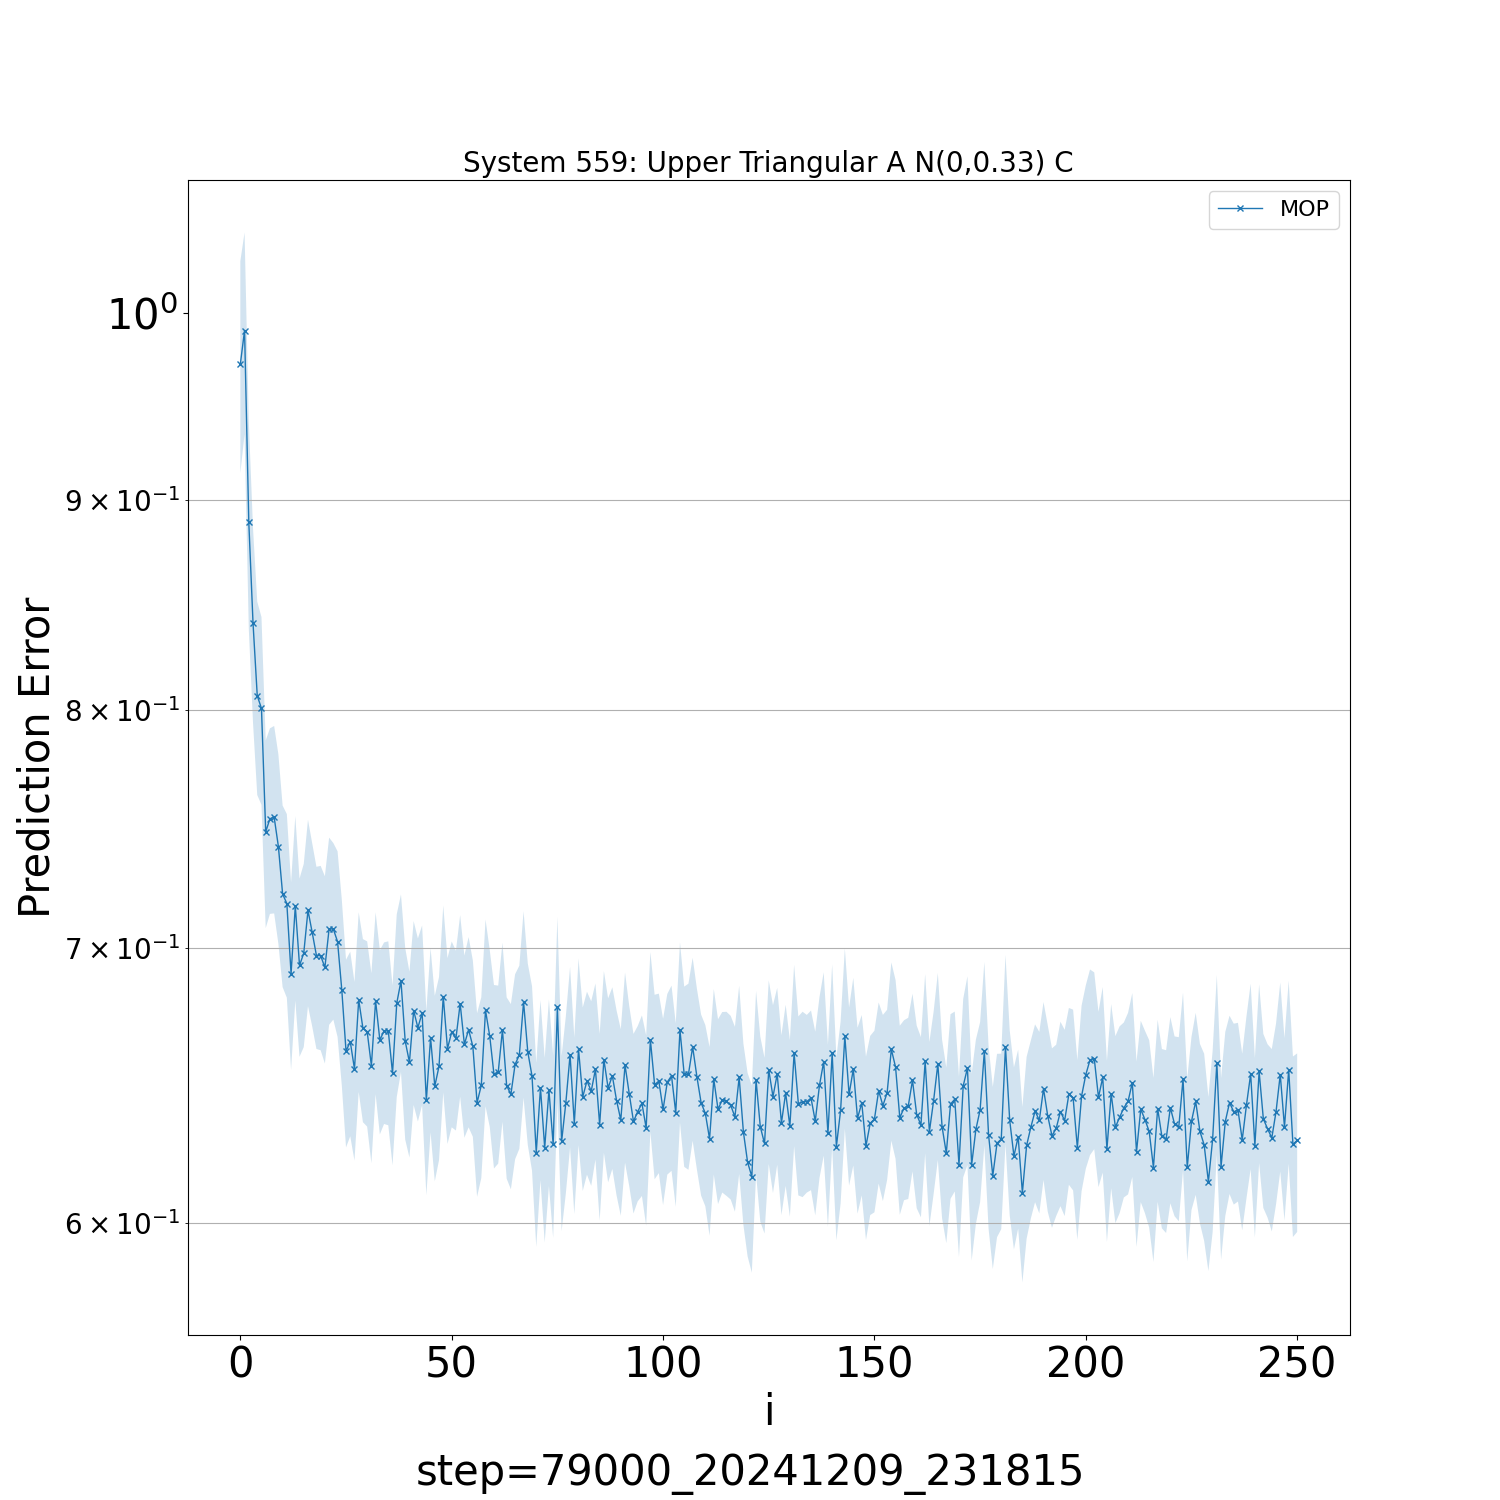 System 559: Upper Triangular A N(0,0.33) C
MOP
10⁰
9 × 10⁻¹
8 × 10⁻¹
7 × 10⁻¹
6 × 10⁻¹
Prediction Error
0 50 100 150 200 250
i
step=79000_20241209_231815